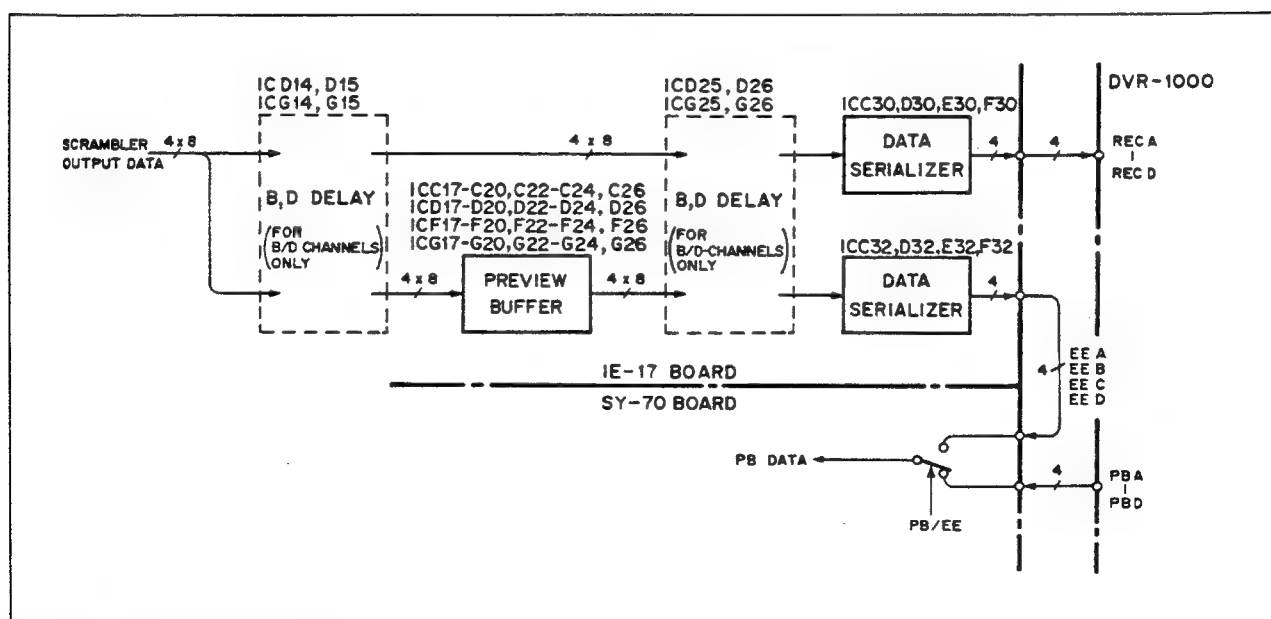 ICD14, D15
ICG14, G15
SCRAMBLER
OUTPUT DATA
4 x 8
B,D DELAY
(FOR
B/D CHANNELS
ONLY)
4 x 8
ICC17-C20, C22-C24, C26
ICD17-D20, D22-D24, D26
ICF17-F20, F22-F24, F26
ICG17-G20, G22-G24, G26
4 x 8
PREVIEW
BUFFER
4 x 8
ICD25, D26
ICG25, G26
B,D DELAY
(FOR
B/D-CHANNELS
ONLY)
ICC30, D30, E30, F30
DATA
SERIALIZER
4
4
DVR-1000
REC A
|
REC D
ICC32, D32, E32, F32
DATA
SERIALIZER
4
4
EE A
EE B
EE C
EE D
IE-17 BOARD
SY-70 BOARD
PB DATA
PB/EE
4
PB A
|
PB D